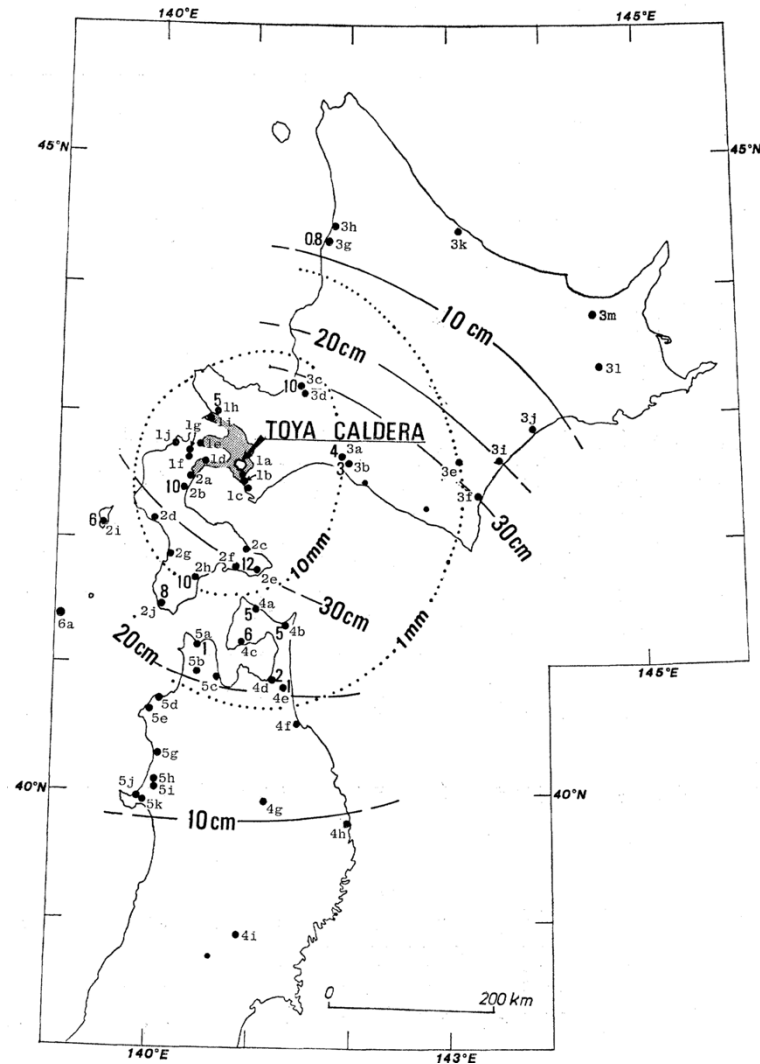 140°E
145°E
45°N
45°N
3h
0.8
3g
3k
10 cm
3m
20cm
3l
3c
10
3d
5
1h
1i
3j
TOYA CALDERA
1g
1j
1e
1a
4
3a
3
3b
3e
3i
1f
1d
1b
2a
1c
10
2b
3f
30cm
6
2i
2d
10mm
2c
2g
2f
12
2e
2h
10
1mm
30cm
8
2j
4a
5
6a
5
4b
20cm
5a
1
6
4c
5b
5c
4d
2
1
4e
5d
5e
4f
145°E
5g
5h
5i
5j
5k
40°N
40°N
4g
10cm
4h
4i
0
200 km
140°E
143°E